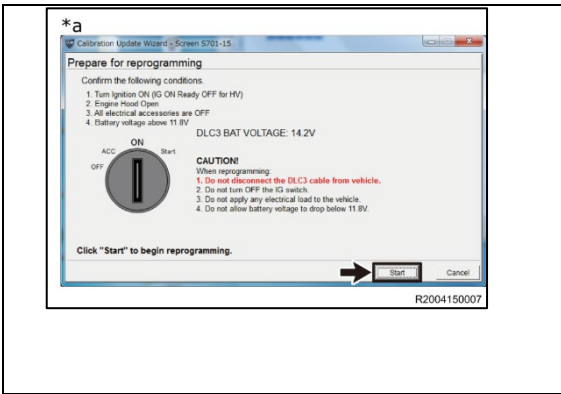 *a
Calibration Update Wizard - Screen S701-15
Prepare for reprogramming
Confirm the following conditions.
1. Turn Ignition ON (IG ON Ready OFF for HV)
2. Engine Hood Open
3. All electrical accessories are OFF
4. Battery voltage above 11.8V
DLC3 BAT VOLTAGE: 14.2V
ON
ACC
Start
OFF
CAUTION!
When reprogramming:
1. Do not disconnect the DLC3 cable from vehicle.
2. Do not turn OFF the IG switch.
3. Do not apply any electrical load to the vehicle.
4. Do not allow battery voltage to drop below 11.8V.
Click "Start" to begin reprogramming.
Start
Cancel
R2004150007